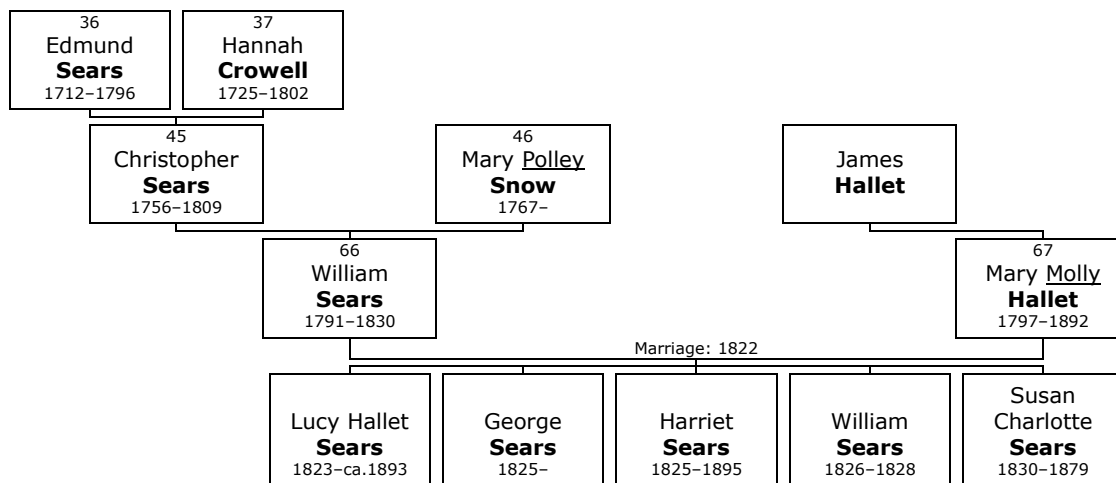 36
Edmund
Sears
1712–1796
37
Hannah
Crowell
1725–1802
45
Christopher
Sears
1756–1809
46
Mary Polley
Snow
1767–
James
Hallet
66
William
Sears
1791–1830
67
Mary Molly
Hallet
1797–1892
Marriage: 1822
Lucy Hallet
Sears
1823–ca.1893
George
Sears
1825–
Harriet
Sears
1825–1895
William
Sears
1826–1828
Susan
Charlotte
Sears
1830–1879